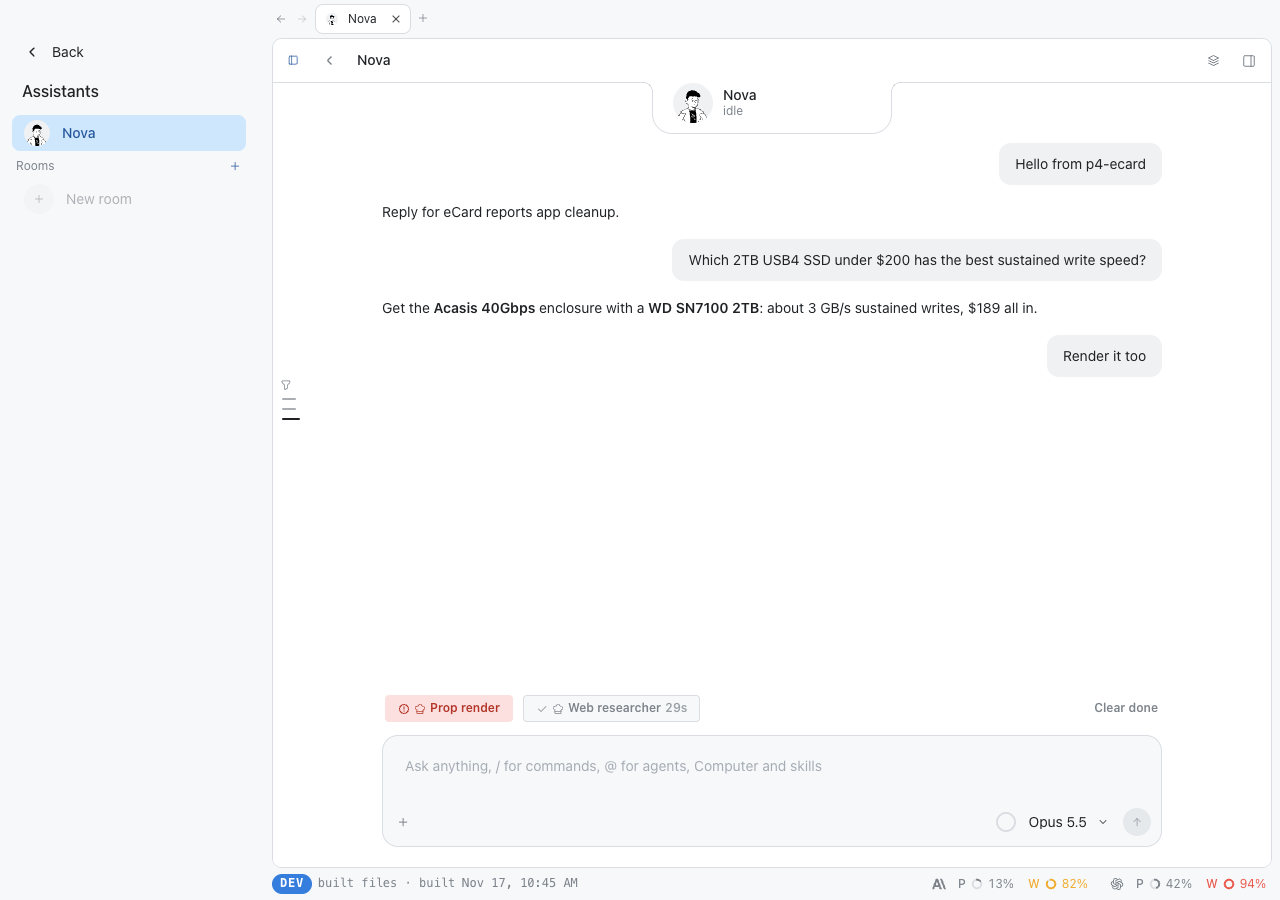 Nova
Back
Nova
Assistants
Nova
idle
Nova
Rooms
New room
Hello from p4-ecard
Reply for eCard reports app cleanup.
Which 2TB USB4 SSD under $200 has the best sustained write speed?
Get the Acasis 40Gbps enclosure with a WD SN7100 2TB: about 3 GB/s sustained writes, $189 all in.
Render it too
Prop render
Web researcher 29s
Clear done
Ask anything, / for commands, @ for agents, Computer and skills
Opus 5.5
DEV built files · built Nov 17, 10:45 AM
P 13% W 82% P 42% W 94%